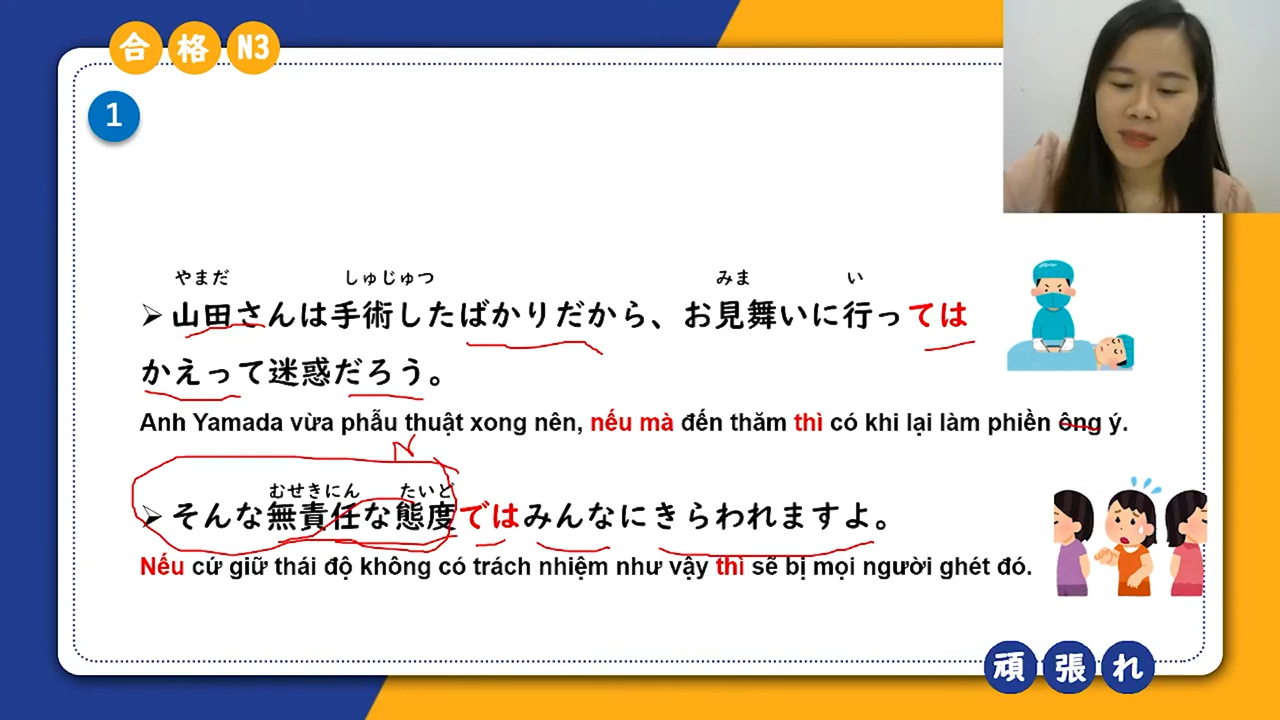 合格N3
1
やまだ しゅじゅつ みま い
山田さんは手術したばかりだから、お見舞いに行っては
かえって迷惑だろう。
Anh Yamada vừa phẫu thuật xong nên, nếu mà đến thăm thì có khi lại làm phiền ông ý.
N
むせきにん たいど
そんな無責任な態度ではみんなにきらわれますよ。
Nếu cứ giữ thái độ không có trách nhiệm như vậy thì sẽ bị mọi người ghét đó.
頑張れ